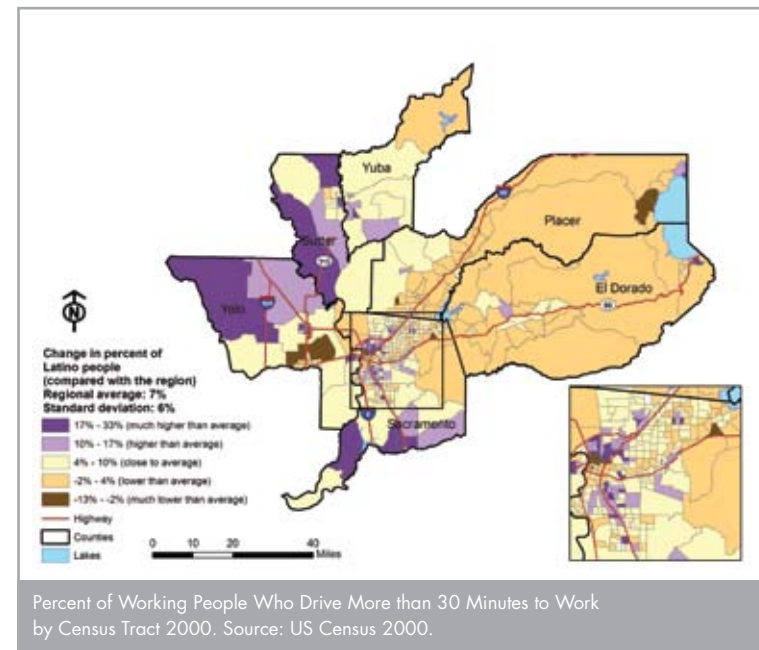 Yuba
Sutter
Placer
El Dorado
Yolo
Sacramento
N
Change in percent of
Latino people
(compared with the region)
Regional average: 7%
Standard deviation: 6%
17% - 33% (much higher than average)
10% - 17% (higher than average)
4% - 10% (close to average)
-2% - 4% (lower than average)
-13% - -2% (much lower than average)
Highway
Counties
Lakes
0 10 20 40
Miles
Percent of Working People Who Drive More than 30 Minutes to Work
by Census Tract 2000. Source: US Census 2000.